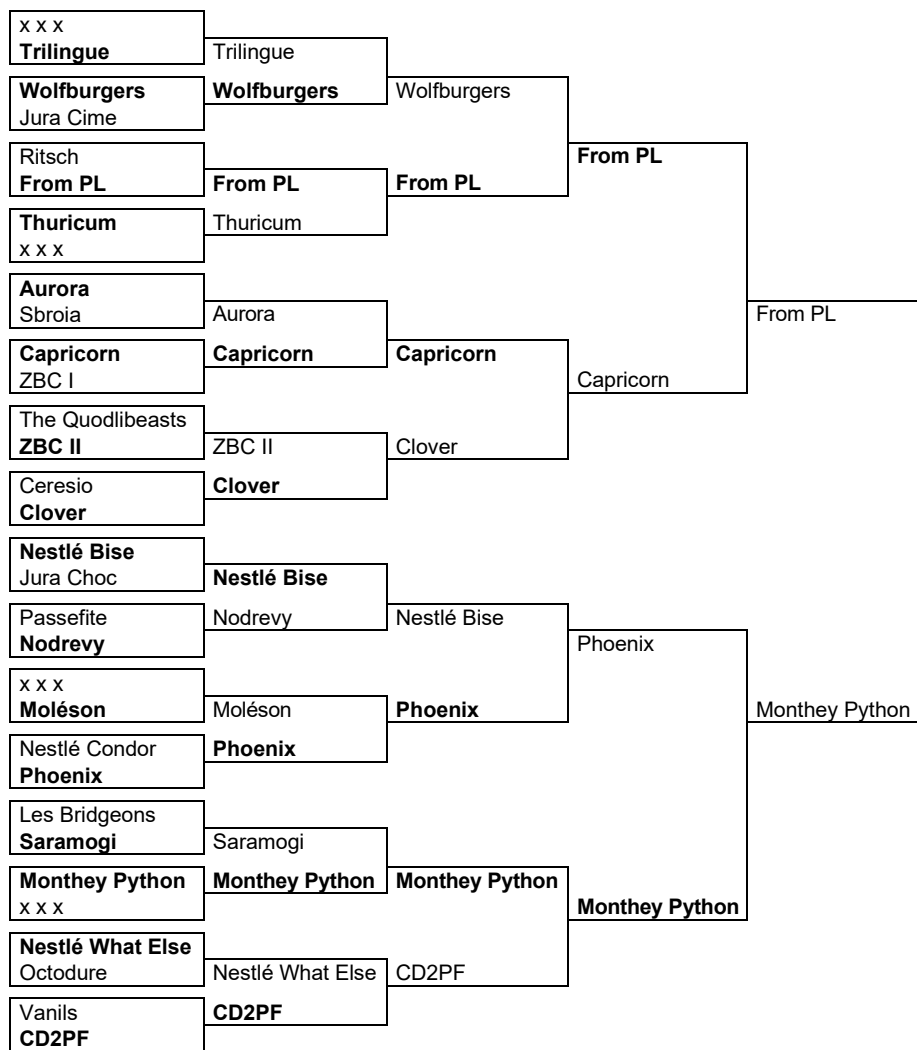 x x x
Trilingue
Wolfburgers
Jura Cime
Ritsch
From PL
Thuricum
x x x
Aurora
Sbroia
Capricorn
ZBC I
The Quodlibeasts
ZBC II
Ceresio
Clover
Nestlé Bise
Jura Choc
Passefite
Nodrevy
x x x
Moléson
Nestlé Condor
Phoenix
Les Bridgeons
Saramogi
Monthey Python
x x x
Nestlé What Else
Octodure
Vanils
CD2PF
Trilingue
Wolfburgers
From PL
Thuricum
Aurora
Capricorn
ZBC II
Clover
Nestlé Bise
Nodrevy
Moléson
Phoenix
Saramogi
Monthey Python
Nestlé What Else
CD2PF
Wolfburgers
From PL
Capricorn
Clover
Nestlé Bise
Phoenix
Monthey Python
CD2PF
From PL
Capricorn
Phoenix
Monthey Python
From PL
Monthey Python